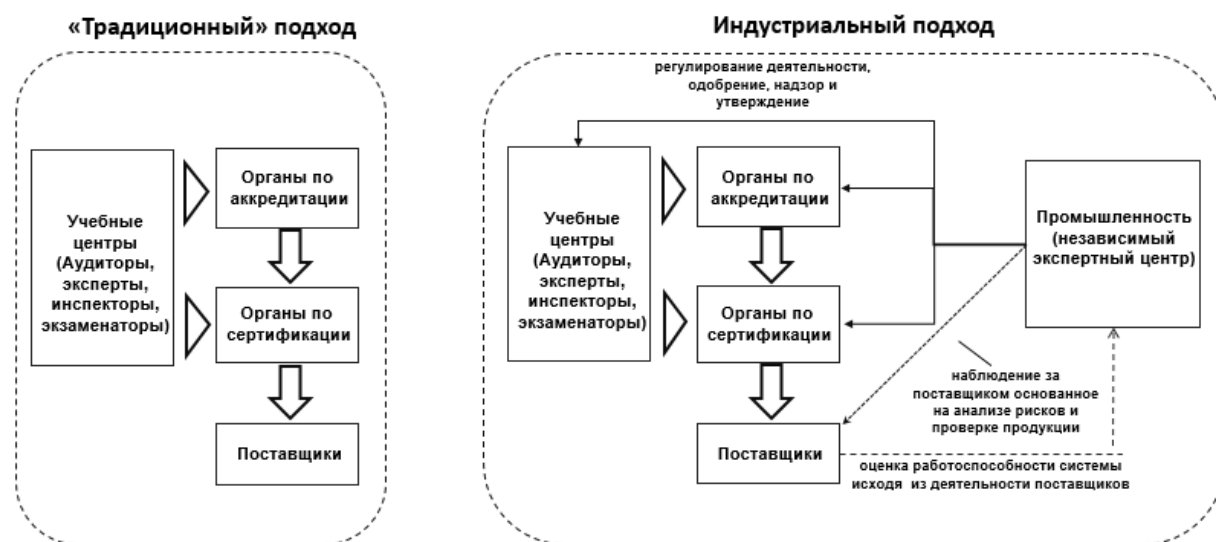 «Традиционный» подход
Учебные
центры
(Аудиторы,
эксперты,
инспекторы,
экзаменаторы)
Органы по
аккредитации
Органы по
сертификации
Поставщики
Индустриальный подход
регулирование деятельности,
одобрение, надзор и
утверждение
Учебные
центры
(Аудиторы,
эксперты,
инспекторы,
экзаменаторы)
Органы по
аккредитации
Органы по
сертификации
Поставщики
Промышленность
(независимый
экспертный центр)
наблюдение за
поставщиком основанное
на анализе рисков и
проверке продукции
оценка работоспособности системы
исходя из деятельности поставщиков